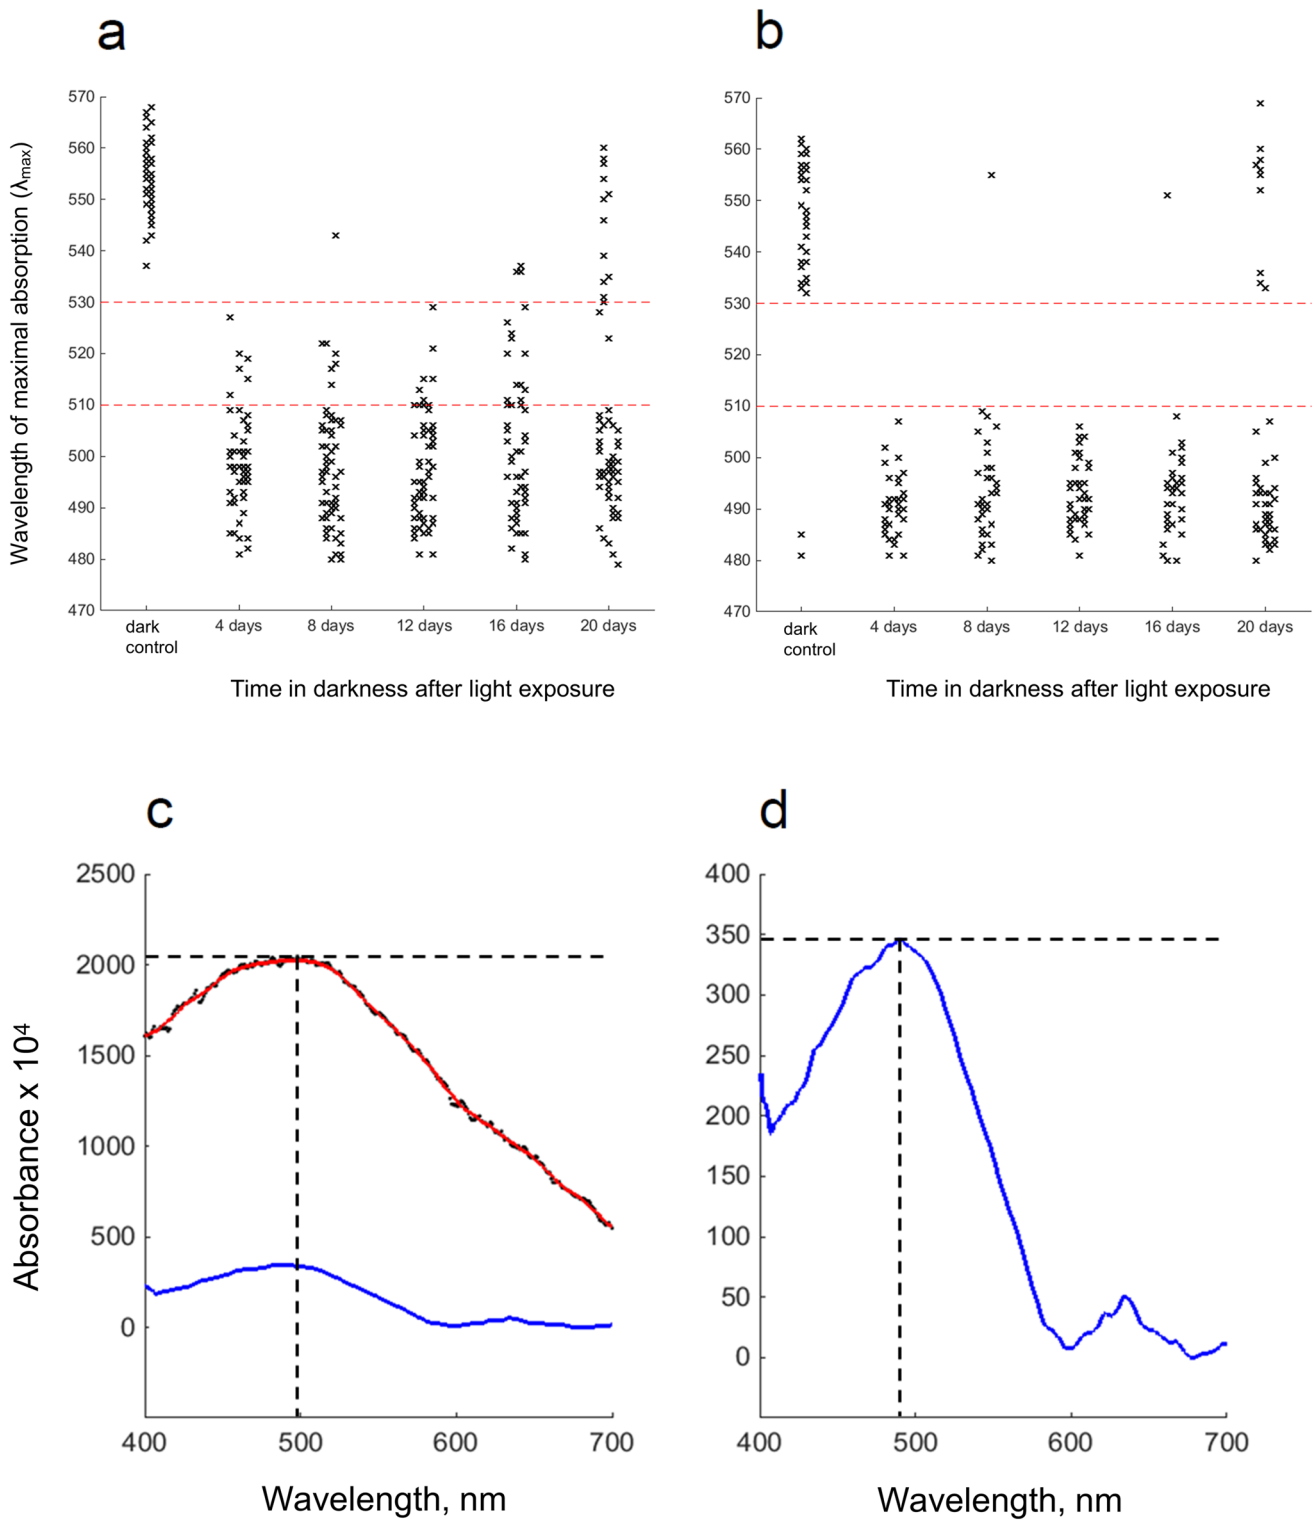 a
b
Wavelength of maximal absorption (λmax)
570
560
550
540
530
520
510
500
490
480
470
dark
control
4 days
8 days
12 days
16 days
20 days
Time in darkness after light exposure
570
560
550
540
530
520
510
500
490
480
470
dark
control
4 days
8 days
12 days
16 days
20 days
Time in darkness after light exposure
c
d
Absorbance x 10⁴
2500
2000
1500
1000
500
0
400
500
600
700
Wavelength, nm
400
350
300
250
200
150
100
50
0
400
500
600
700
Wavelength, nm